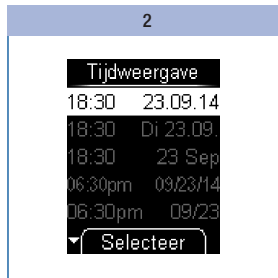 2
Tijdweergave
18:30 23.09.14
18:30 Di 23.09.
18:30 23 Sep
06:30pm 09/23/14
06:30pm 09/23
Selecteer